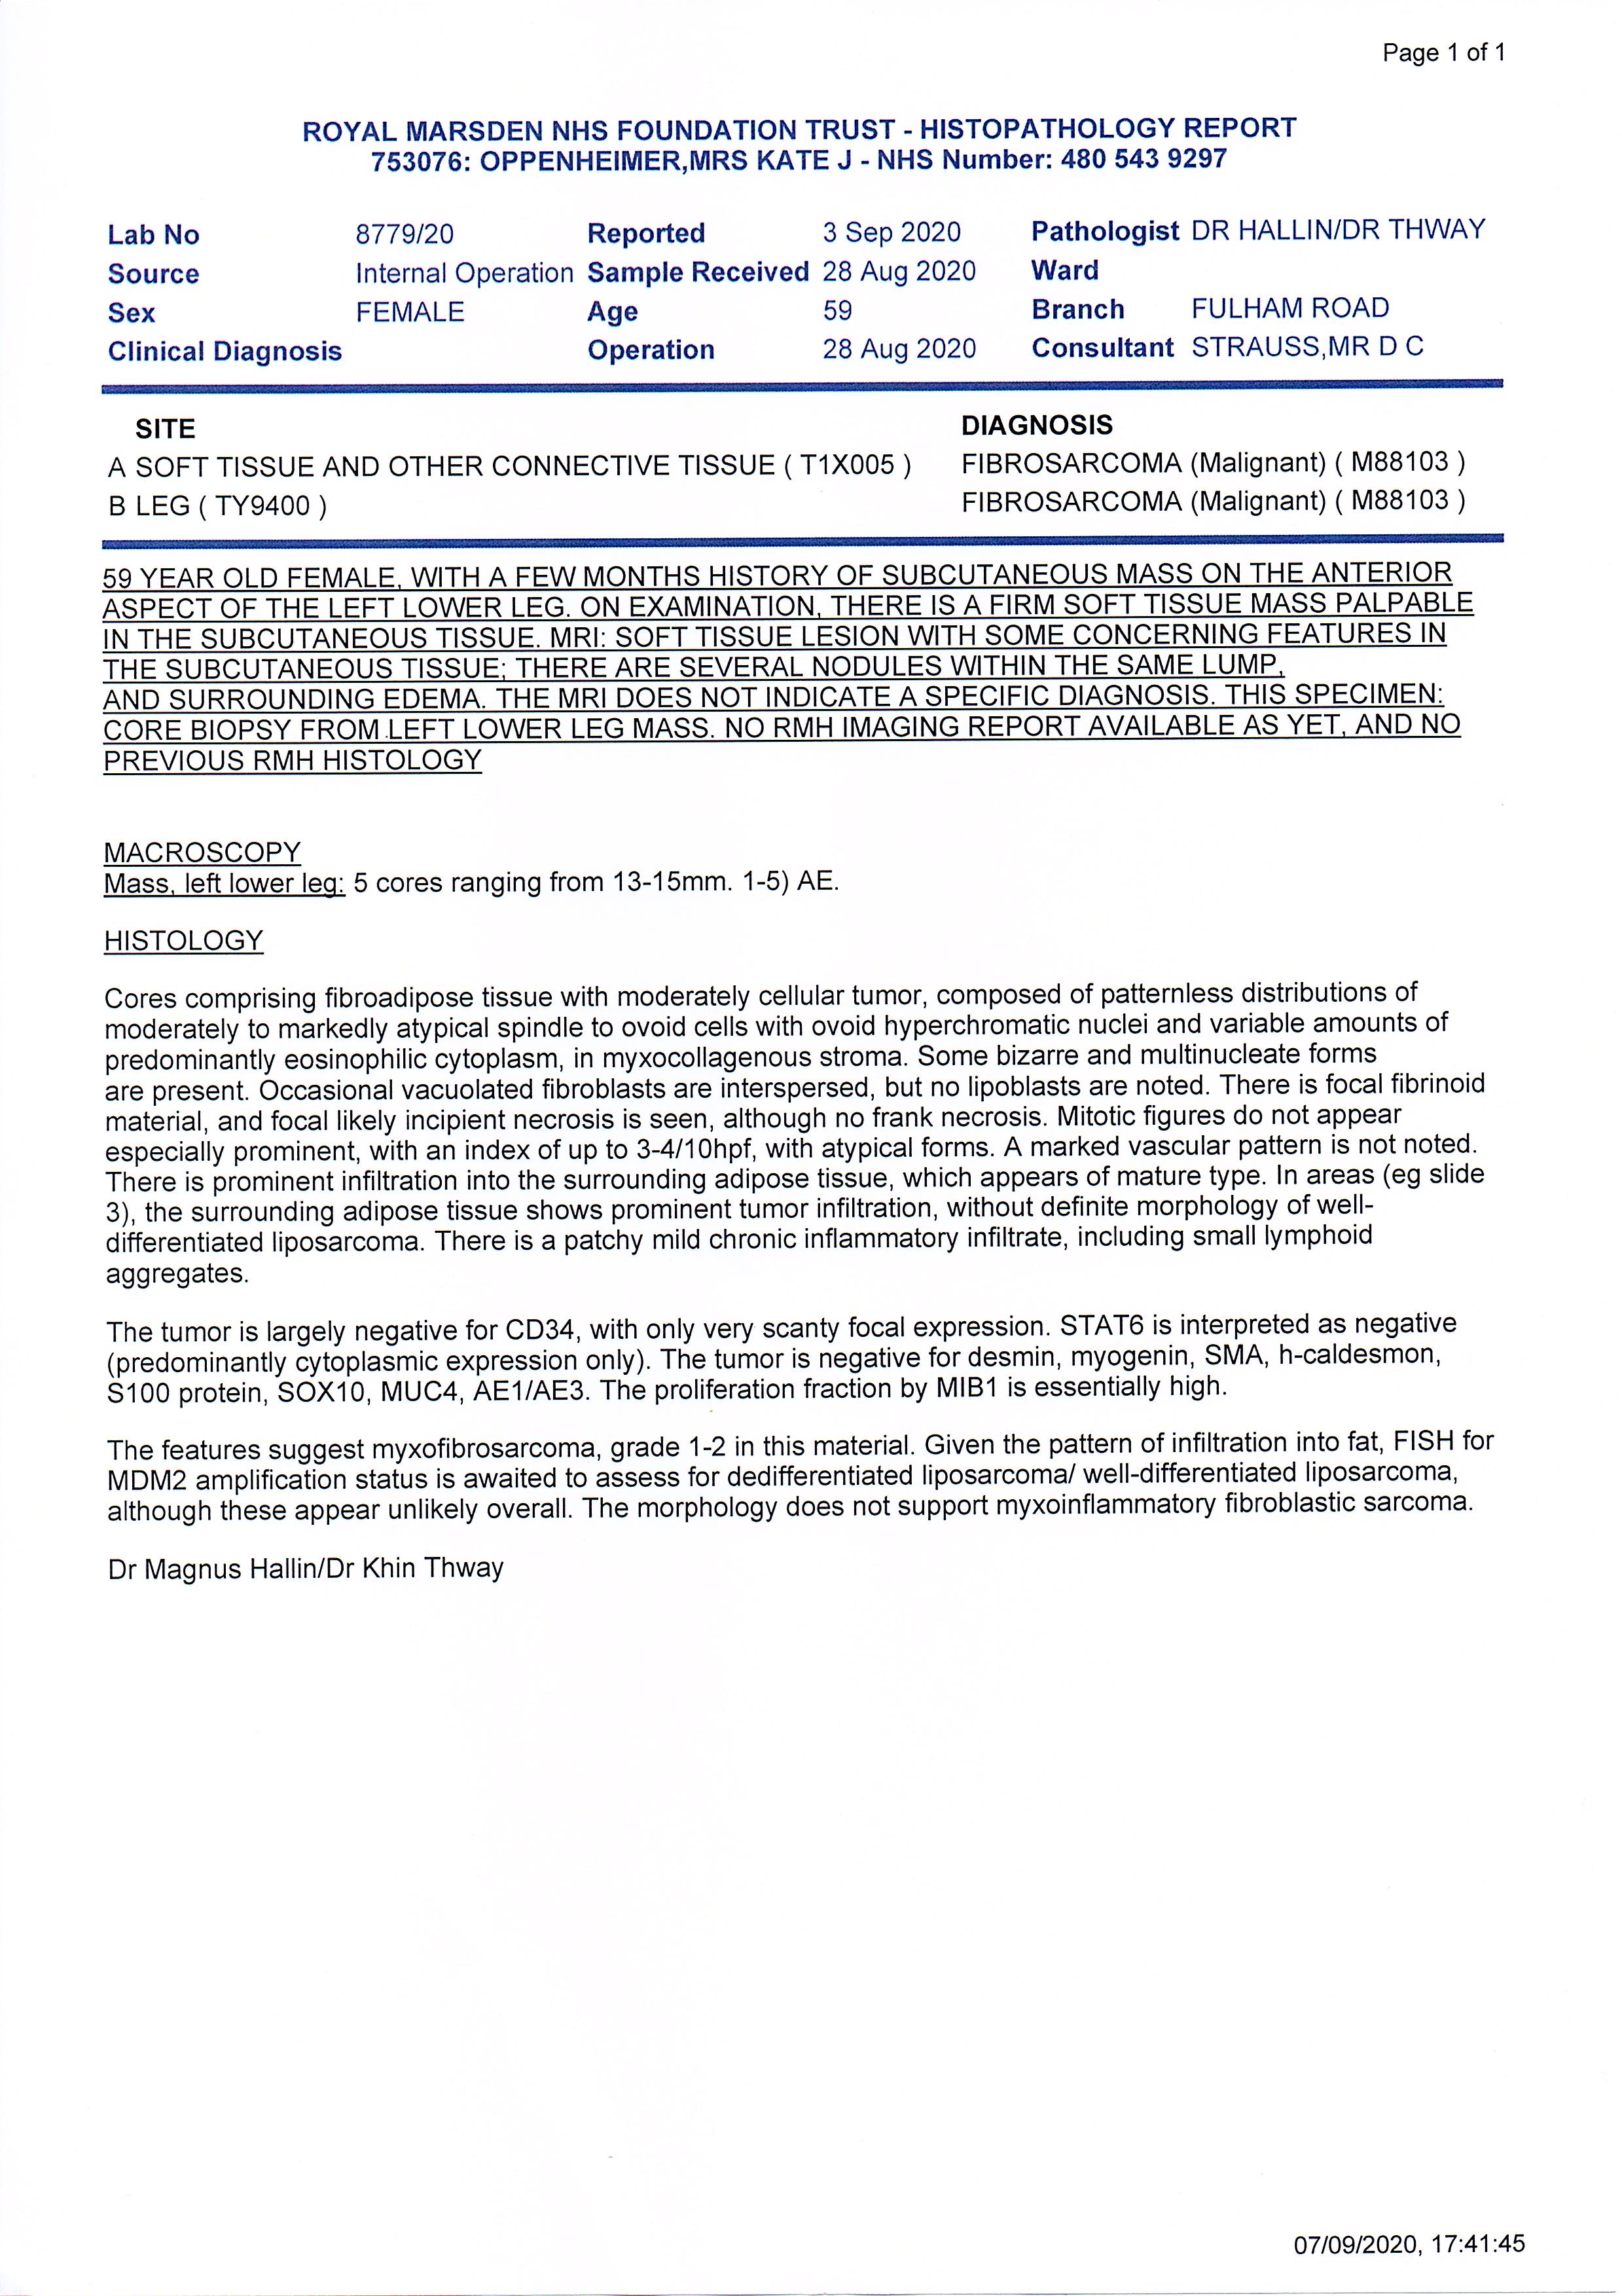 Page 1 of 1
ROYAL MARSDEN NHS FOUNDATION TRUST - HISTOPATHOLOGY REPORT
753076: OPPENHEIMER,MRS KATE J - NHS Number: 480 543 9297
Lab No 8779/20 Reported 3 Sep 2020 Pathologist DR HALLIN/DR THWAY
Source Internal Operation Sample Received 28 Aug 2020 Ward
Sex FEMALE Age 59 Branch FULHAM ROAD
Clinical Diagnosis Operation 28 Aug 2020 Consultant STRAUSS,MR D C
SITE DIAGNOSIS
A SOFT TISSUE AND OTHER CONNECTIVE TISSUE ( T1X005 ) FIBROSARCOMA (Malignant) ( M88103 )
B LEG ( TY9400 ) FIBROSARCOMA (Malignant) ( M88103 )
59 YEAR OLD FEMALE, WITH A FEW MONTHS HISTORY OF SUBCUTANEOUS MASS ON THE ANTERIOR
ASPECT OF THE LEFT LOWER LEG. ON EXAMINATION, THERE IS A FIRM SOFT TISSUE MASS PALPABLE
IN THE SUBCUTANEOUS TISSUE. MRI: SOFT TISSUE LESION WITH SOME CONCERNING FEATURES IN
THE SUBCUTANEOUS TISSUE; THERE ARE SEVERAL NODULES WITHIN THE SAME LUMP,
AND SURROUNDING EDEMA. THE MRI DOES NOT INDICATE A SPECIFIC DIAGNOSIS. THIS SPECIMEN:
CORE BIOPSY FROM LEFT LOWER LEG MASS. NO RMH IMAGING REPORT AVAILABLE AS YET, AND NO
PREVIOUS RMH HISTOLOGY
MACROSCOPY
Mass, left lower leg: 5 cores ranging from 13-15mm. 1-5) AE.
HISTOLOGY
Cores comprising fibroadipose tissue with moderately cellular tumor, composed of patternless distributions of
moderately to markedly atypical spindle to ovoid cells with ovoid hyperchromatic nuclei and variable amounts of
predominantly eosinophilic cytoplasm, in myxocollagenous stroma. Some bizarre and multinucleate forms
are present. Occasional vacuolated fibroblasts are interspersed, but no lipoblasts are noted. There is focal fibrinoid
material, and focal likely incipient necrosis is seen, although no frank necrosis. Mitotic figures do not appear
especially prominent, with an index of up to 3-4/10hpf, with atypical forms. A marked vascular pattern is not noted.
There is prominent infiltration into the surrounding adipose tissue, which appears of mature type. In areas (eg slide
3), the surrounding adipose tissue shows prominent tumor infiltration, without definite morphology of well-
differentiated liposarcoma. There is a patchy mild chronic inflammatory infiltrate, including small lymphoid
aggregates.
The tumor is largely negative for CD34, with only very scanty focal expression. STAT6 is interpreted as negative
(predominantly cytoplasmic expression only). The tumor is negative for desmin, myogenin, SMA, h-caldesmon,
S100 protein, SOX10, MUC4, AE1/AE3. The proliferation fraction by MIB1 is essentially high.
The features suggest myxofibrosarcoma, grade 1-2 in this material. Given the pattern of infiltration into fat, FISH for
MDM2 amplification status is awaited to assess for dedifferentiated liposarcoma/ well-differentiated liposarcoma,
although these appear unlikely overall. The morphology does not support myxoinflammatory fibroblastic sarcoma.
Dr Magnus Hallin/Dr Khin Thway
07/09/2020, 17:41:45